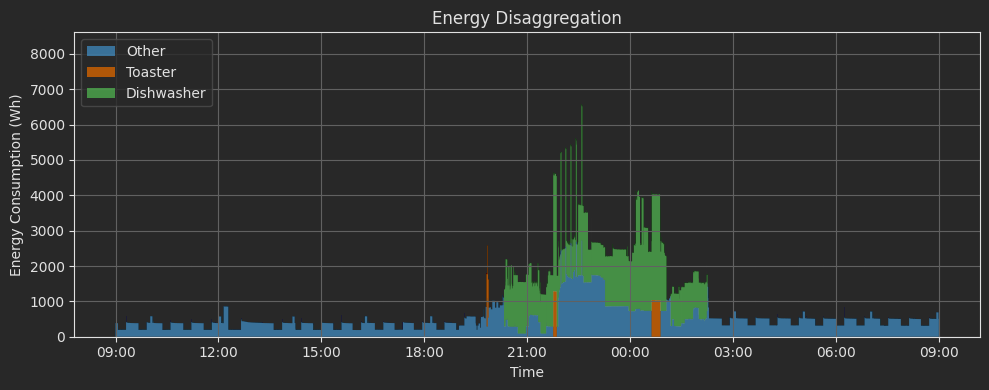 Energy Disaggregation
Other
Toaster
Dishwasher
Energy Consumption (Wh)
8000
7000
6000
5000
4000
3000
2000
1000
0
09:00 12:00 15:00 18:00 21:00 00:00 03:00 06:00 09:00
Time